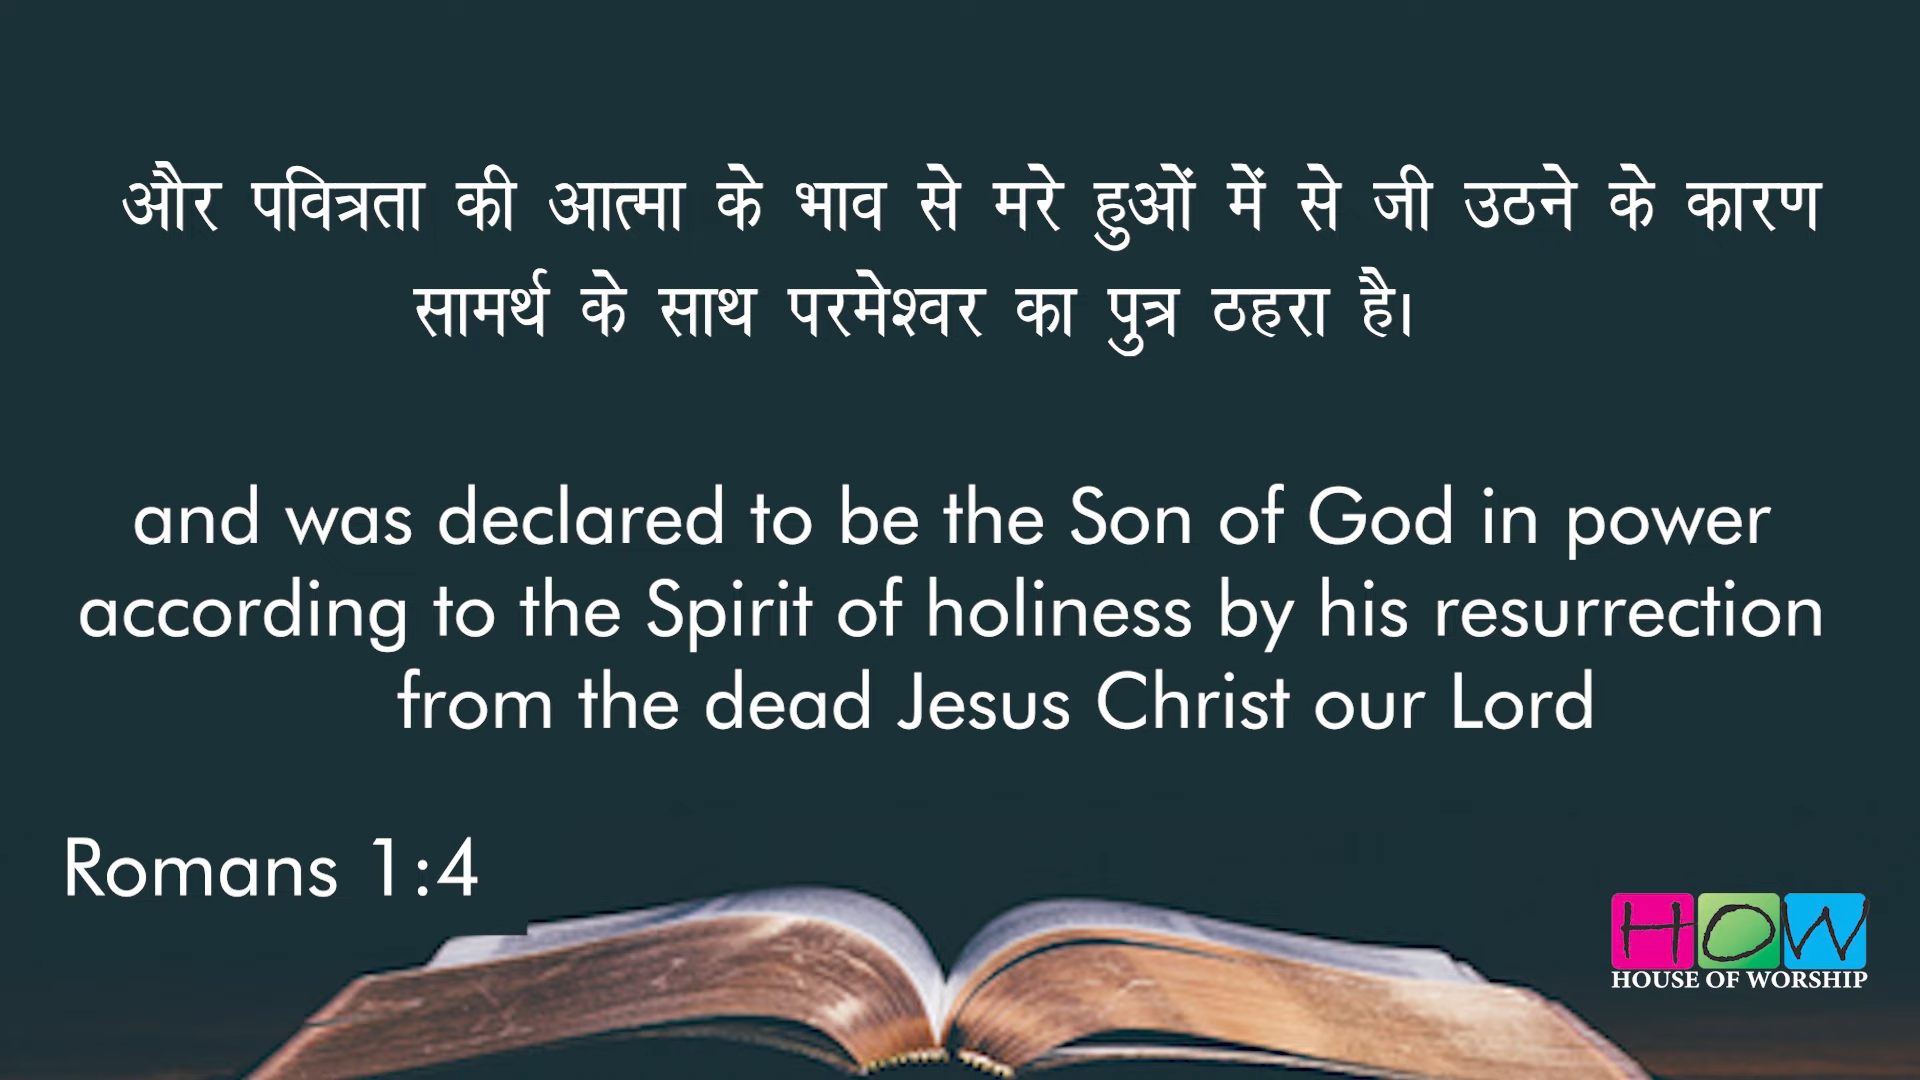 और पवित्रता की आत्मा के भाव से मरे हुओं में से जी उठने के कारण
सामर्थ के साथ परमेश्वर का पुत्र ठहरा है।
and was declared to be the Son of God in power
according to the Spirit of holiness by his resurrection
from the dead Jesus Christ our Lord
Romans 1:4
HOW
HOUSE OF WORSHIP